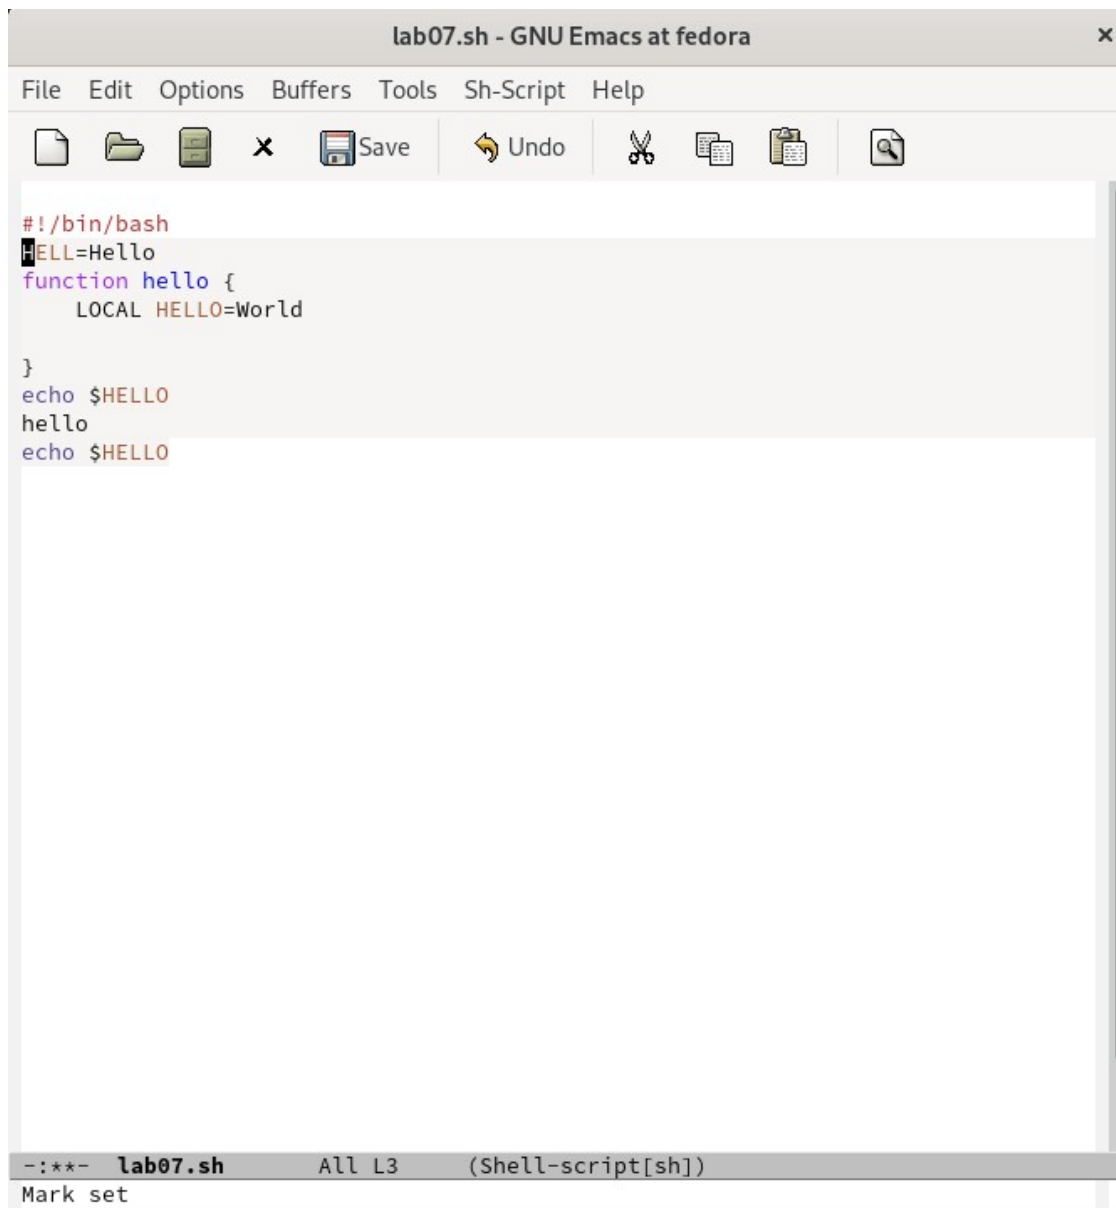 lab07.sh - GNU Emacs at fedora ×
File Edit Options Buffers Tools Sh-Script Help
Save Undo
#!/bin/bash
HELL=Hello
function hello {
    LOCAL HELLO=World
}
echo $HELLO
hello
echo $HELLO
-:**-  lab07.sh      All L3     (Shell-script[sh])
Mark set